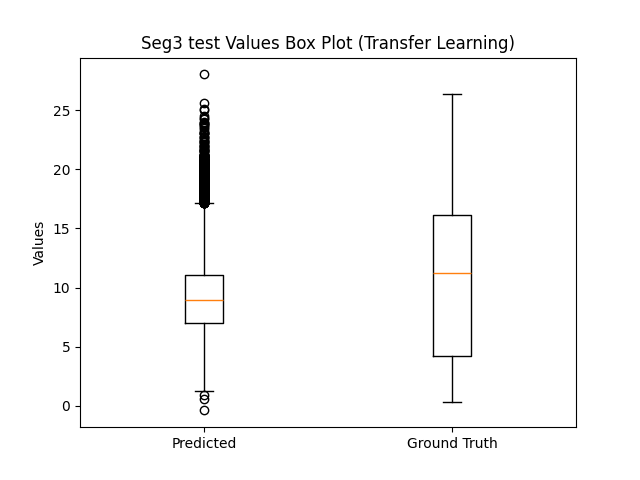 Seg3 test Values Box Plot (Transfer Learning)
Values
25
20
15
10
5
0
Predicted
Ground Truth